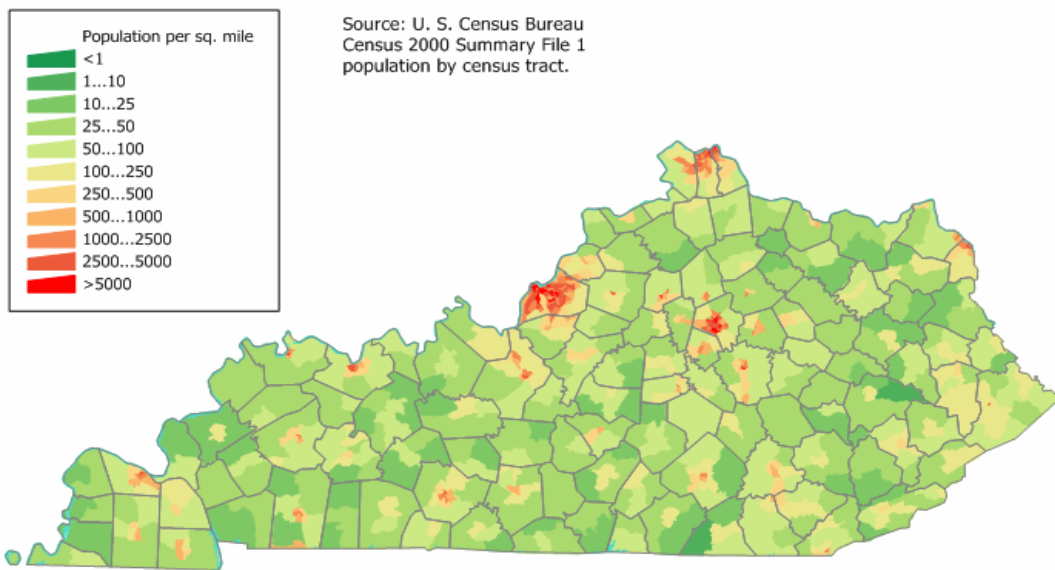 Population per sq. mile
<1
1...10
10...25
25...50
50...100
100...250
250...500
500...1000
1000...2500
2500...5000
>5000
Source: U. S. Census Bureau
Census 2000 Summary File 1
population by census tract.